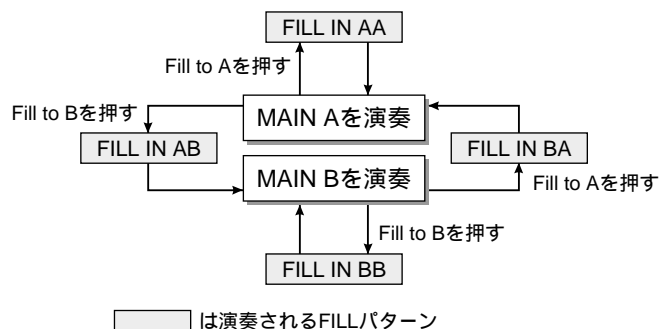 FILL IN AA
Fill to Aを押す
MAIN Aを演奏
Fill to Bを押す
FILL IN AB
FILL IN BA
MAIN Bを演奏
Fill to Aを押す
Fill to Bを押す
FILL IN BB
は演奏されるFILLパターン